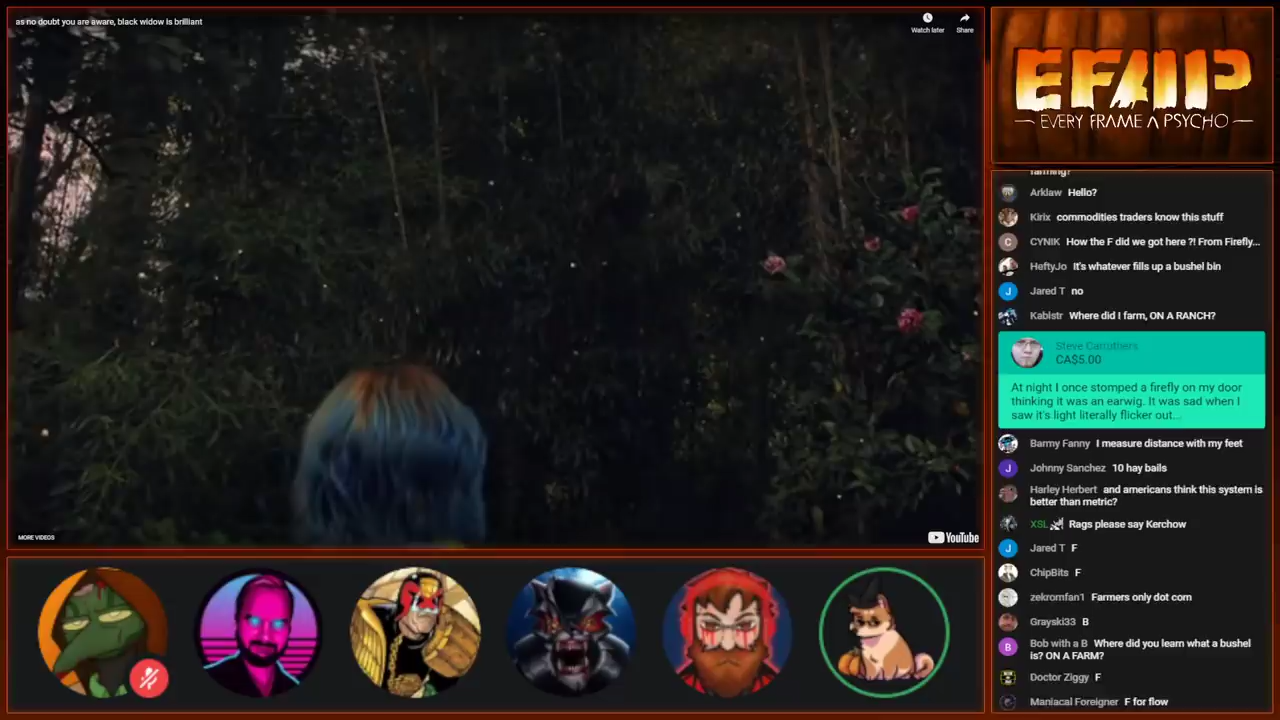 as no doubt you are aware, black widow is brilliant
Watch later
Share
MORE VIDEOS
YouTube
EFAP
EVERY FRAME A PSYCHO
farming?
Arklaw Hello?
Kirix commodities traders know this stuff
CYNIK How the F did we got here ?! From Firefly...
HeftyJo It's whatever fills up a bushel bin
Jared T no
Kablstr Where did I farm, ON A RANCH?
Steve Carruthers
CA$5.00
At night I once stomped a firefly on my door
thinking it was an earwig. It was sad when I
saw it's light literally flicker out...
Barmy Fanny I measure distance with my feet
Johnny Sanchez 10 hay bails
Harley Herbert and americans think this system is
better than metric?
XSL Rags please say Kerchow
Jared T F
ChipBits F
zekromfan1 Farmers only dot com
Grayski33 B
Bob with a B Where did you learn what a bushel
is? ON A FARM?
Doctor Ziggy F
Maniacal Foreigner F for flow